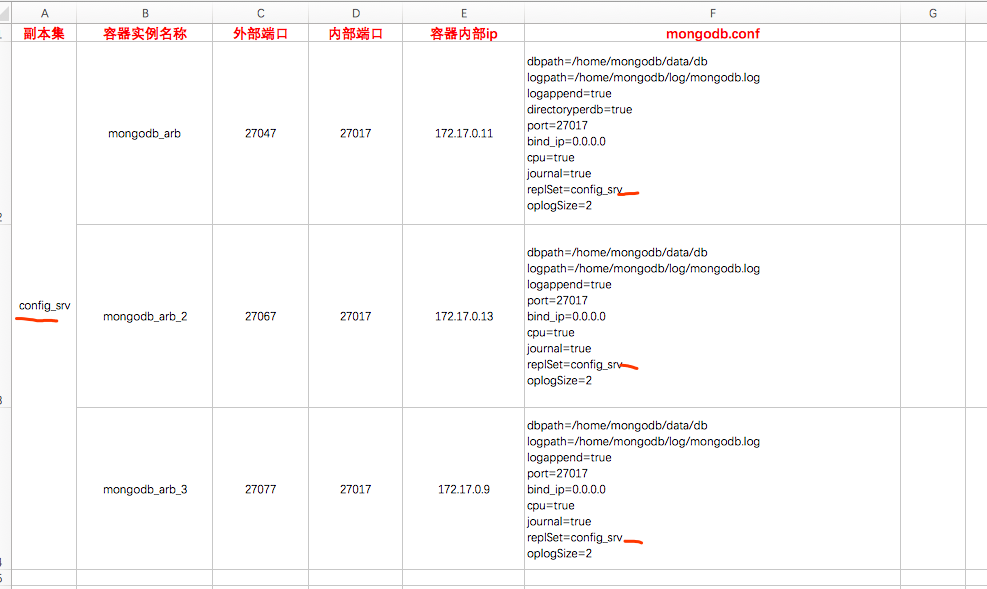 A B C D E F G
副本集 容器实例名称 外部端口 内部端口 容器内部ip mongodb.conf
config_srv
mongodb_arb 27047 27017 172.17.0.11
dbpath=/home/mongodb/data/db
logpath=/home/mongodb/log/mongodb.log
logappend=true
directoryperdb=true
port=27017
bind_ip=0.0.0.0
cpu=true
journal=true
replSet=config_srv
oplogSize=2
mongodb_arb_2 27067 27017 172.17.0.13
dbpath=/home/mongodb/data/db
logpath=/home/mongodb/log/mongodb.log
logappend=true
port=27017
bind_ip=0.0.0.0
cpu=true
journal=true
replSet=config_srv
oplogSize=2
mongodb_arb_3 27077 27017 172.17.0.9
dbpath=/home/mongodb/data/db
logpath=/home/mongodb/log/mongodb.log
logappend=true
port=27017
bind_ip=0.0.0.0
cpu=true
journal=true
replSet=config_srv
oplogSize=2